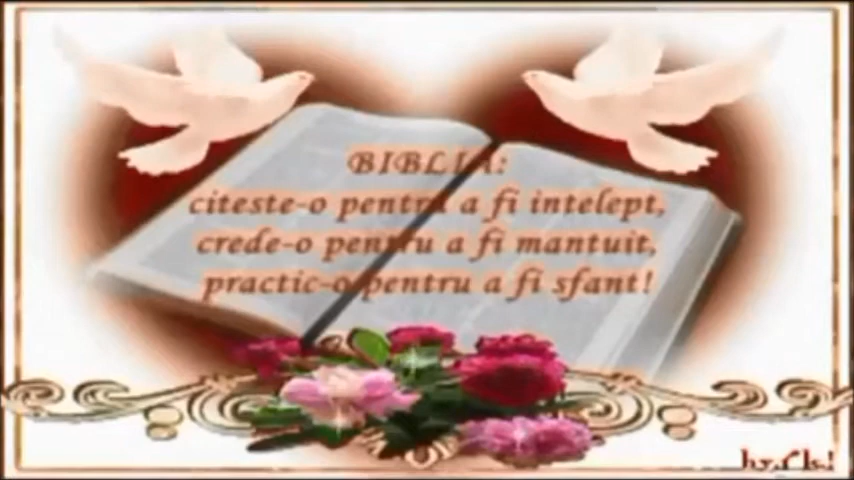 BIBLIA:
citeste-o pentru a fi intelept,
crede-o pentru a fi mantuit,
practic-o pentru a fi sfant!